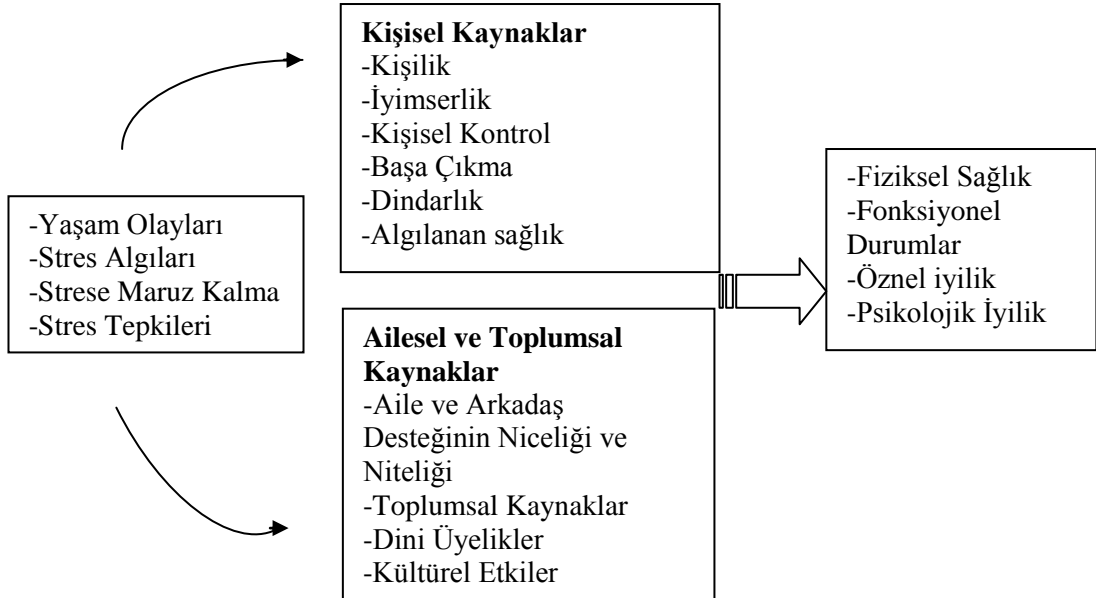 -Yaşam Olayları
-Stres Algıları
-Strese Maruz Kalma
-Stres Tepkileri
Kişisel Kaynaklar
-Kişilik
-İyimserlik
-Kişisel Kontrol
-Başa Çıkma
-Dindarlık
-Algılanan sağlık
Ailesel ve Toplumsal
Kaynaklar
-Aile ve Arkadaş
Desteğinin Niceliği ve
Niteliği
-Toplumsal Kaynaklar
-Dini Üyelikler
-Kültürel Etkiler
-Fiziksel Sağlık
-Fonksiyonel
Durumlar
-Öznel iyilik
-Psikolojik İyilik